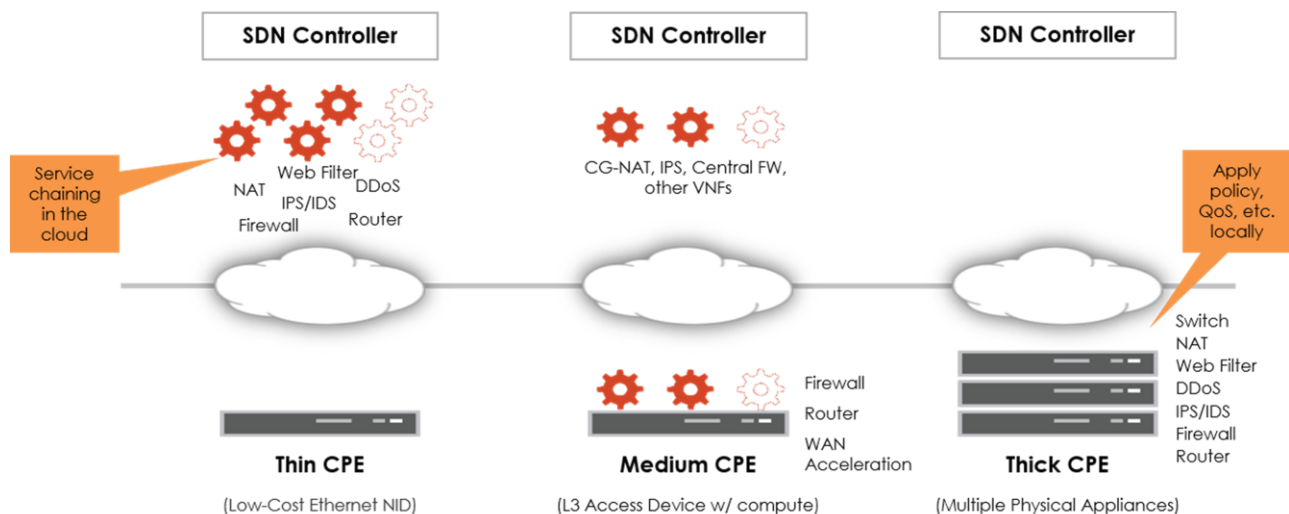 SDN Controller
SDN Controller
SDN Controller
Service
chaining
in the
cloud
Web Filter
NAT
DDoS
IPS/IDS
Firewall
Router
CG-NAT, IPS, Central FW,
other VNFs
Apply
policy,
QoS, etc.
locally
Thin CPE
(Low-Cost Ethernet NID)
Firewall
Router
WAN
Acceleration
Medium CPE
(L3 Access Device w/ compute)
Switch
NAT
Web Filter
DDoS
IPS/IDS
Firewall
Router
Thick CPE
(Multiple Physical Appliances)